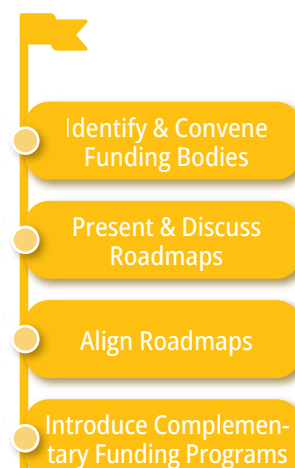 Identify & Convene
Funding Bodies
Present & Discuss
Roadmaps
Align Roadmaps
Introduce Complemen-
tary Funding Programs